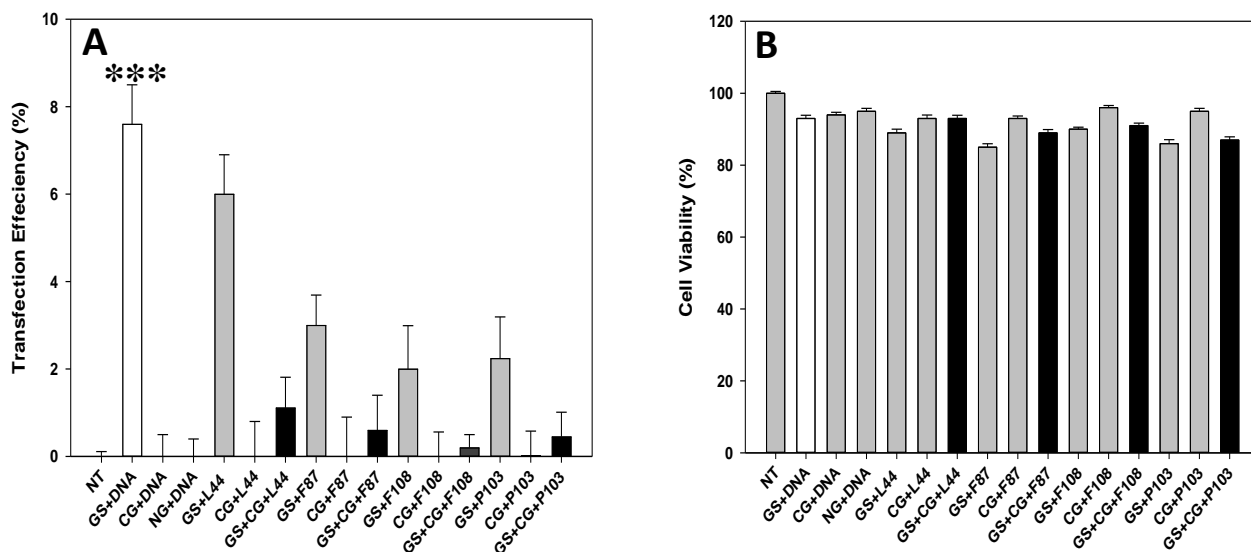 A
***
Transfection Effeciency (%)
10
8
6
4
2
0
NT
GS+DNA
CG+DNA
NG+DNA
GS+L44
CG+L44
GS+CG+L44
GS+F87
CG+F87
GS+CG+F87
GS+F108
CG+F108
GS+CG+F108
GS+P103
CG+P103
GS+CG+P103
B
Cell Viability (%)
120
100
80
60
40
20
0
NT
GS+DNA
CG+DNA
NG+DNA
GS+L44
CG+L44
GS+CG+L44
GS+F87
CG+F87
GS+CG+F87
GS+F108
CG+F108
GS+CG+F108
GS+P103
CG+P103
GS+CG+P103